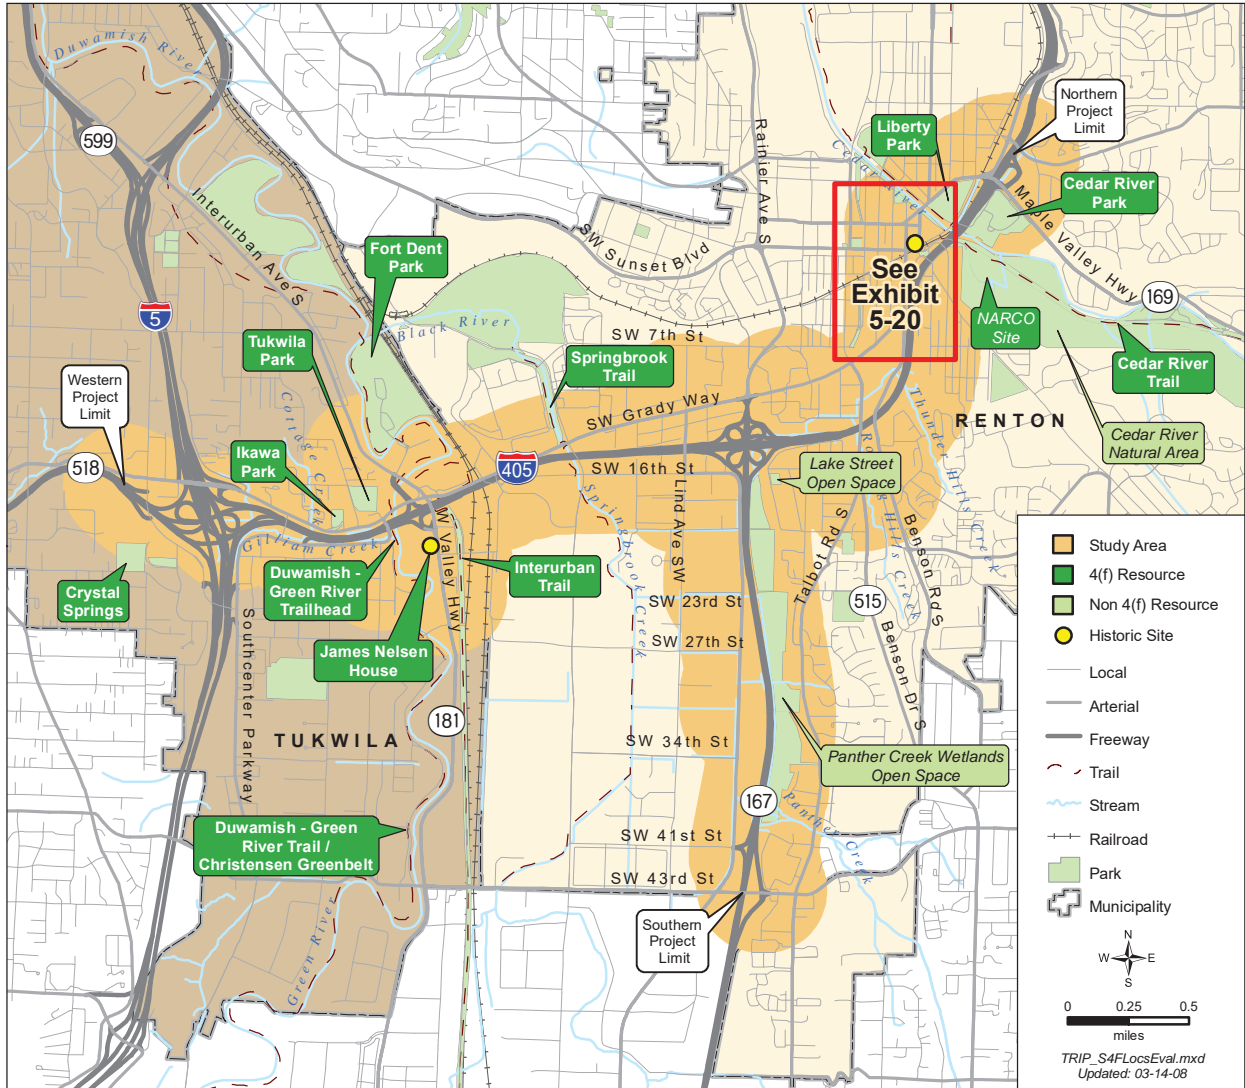 Duwamish River
599
Interurban Ave S
5
Fort Dent
Park
Tukwila
Park
Western
Project
Limit
518
Ikawa
Park
Cottage Creek
Gilliam Creek
Crystal
Springs
Duwamish -
Green River
Trailhead
James Nelsen
House
Southcenter Parkway
TUKWILA
W Valley Hwy
181
Interurban
Trail
Duwamish - Green
River Trail /
Christensen Greenbelt
Green River
Black River
Springbrook
Trail
405
SW Sunset Blvd
Rainier Ave S
SW 7th St
SW Grady Way
SW 16th St
Lind Ave SW
Springbrook Creek
SW 23rd St
SW 27th St
SW 34th St
SW 41st St
SW 43rd St
Southern
Project
Limit
167
Panther Creek
Panther Creek Wetlands
Open Space
Talbot Rd S
515
Benson Rd S
Benson Dr S
Lake Street
Open Space
Thunder Hills Creek
RENTON
Liberty
Park
Cedar River
Northern
Project
Limit
Cedar River
Park
Maple Valley Hwy
169
See
Exhibit
5-20
NARCO
Site
Cedar River
Trail
Cedar River
Natural Area
Study Area
4(f) Resource
Non 4(f) Resource
Historic Site
Local
Arterial
Freeway
Trail
Stream
Railroad
Park
Municipality
N
W E
S
0 0.25 0.5
miles
TRIP_S4FLocsEval.mxd
Updated: 03-14-08